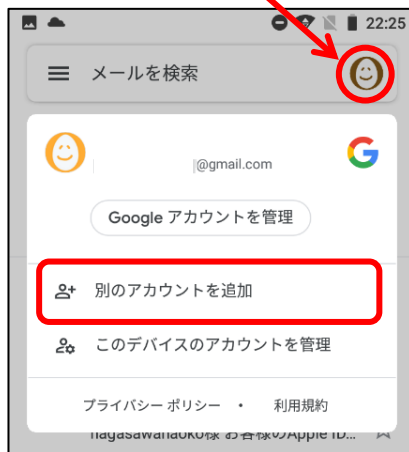 22:25
メールを検索
@gmail.com
Google アカウントを管理
別のアカウントを追加
このデバイスのアカウントを管理
プライバシー ポリシー ・ 利用規約
nagasawanaoko様 お客様のApple ID...